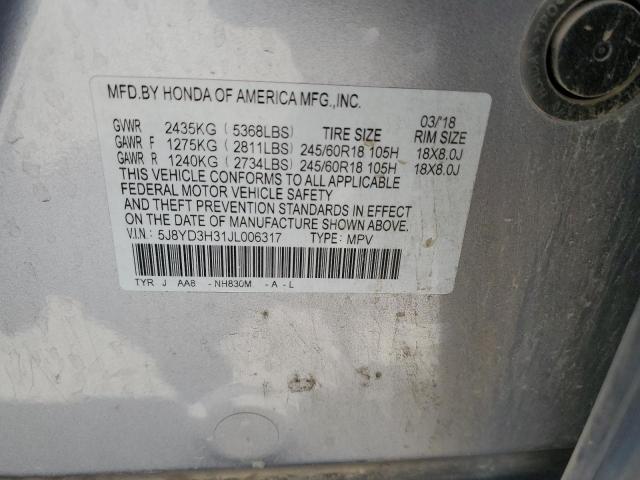 MFD.BY HONDA OF AMERICA MFG.,INC.
03/'18
GVWR 2435KG ( 5368LBS) TIRE SIZE RIM SIZE
GAWR F 1275KG ( 2811LBS) 245/60R18 105H 18X8.0J
GAWR R 1240KG ( 2734LBS) 245/60R18 105H 18X8.0J
THIS VEHICLE CONFORMS TO ALL APPLICABLE
FEDERAL MOTOR VEHICLE SAFETY
AND THEFT PREVENTION STANDARDS IN EFFECT
ON THE DATE OF MANUFACTURE SHOWN ABOVE.
V.I.N: 5J8YD3H31JL006317 TYPE: MPV
TYR J AA8 -NH830M -A-L